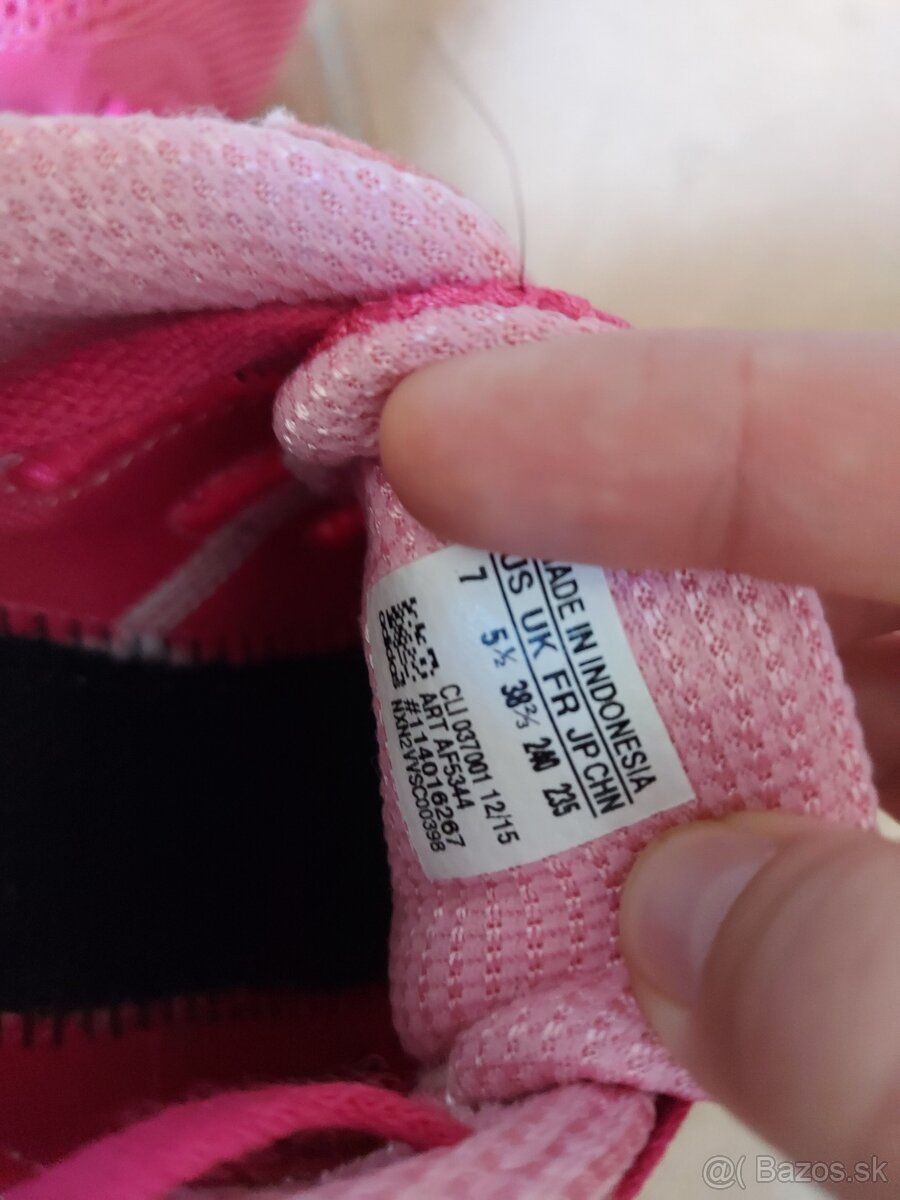 MADE IN INDONESIA
US UK FR JP CHN
7 5½ 38⅔ 240 235
CLI 037001 12/15
ART AF5344
#114016267
NXN2VVSC00398
@( Bazos.sk